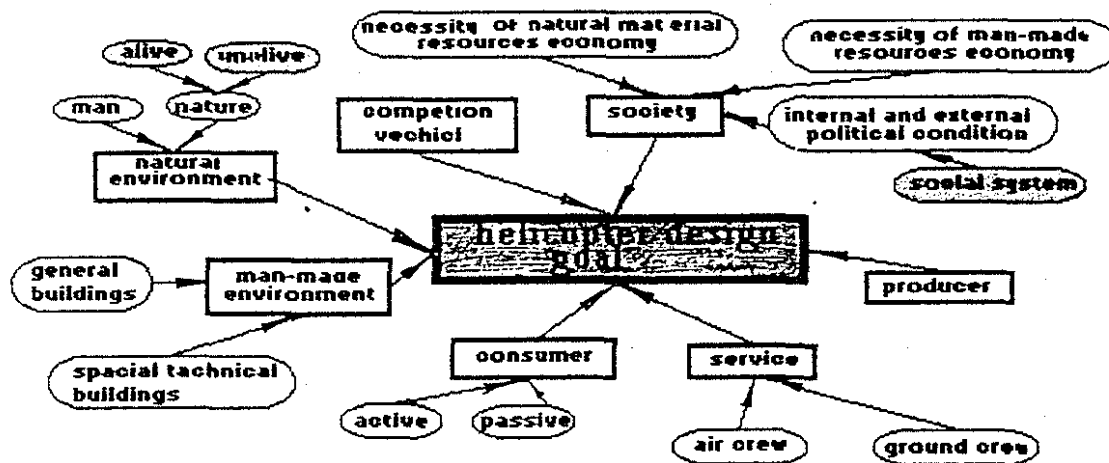 necessity of natural material
resources economy
necessity of man-made
resources economy
alive
unalive
man
nature
competion
vechicl
society
internal and external
political condition
natural
environment
social system
helicopter design
goal
general
buildings
man-made
environment
producer
consumer
service
spacial tachnical
buildings
active
passive
air crew
ground crew